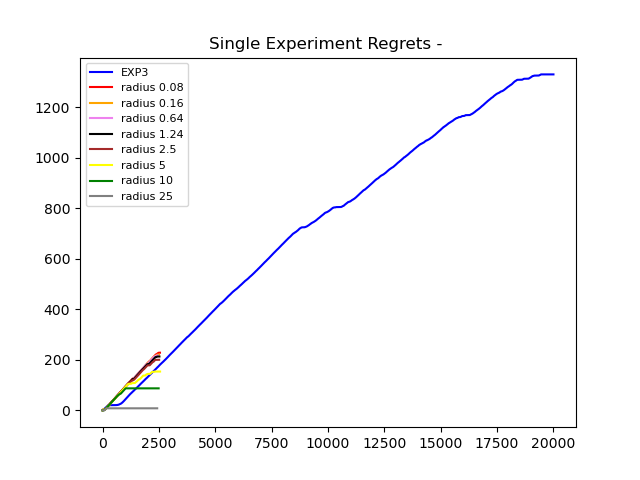 Single Experiment Regrets -
EXP3
radius 0.08
radius 0.16
radius 0.64
radius 1.24
radius 2.5
radius 5
radius 10
radius 25
1200
1000
800
600
400
200
0
0 2500 5000 7500 10000 12500 15000 17500 20000